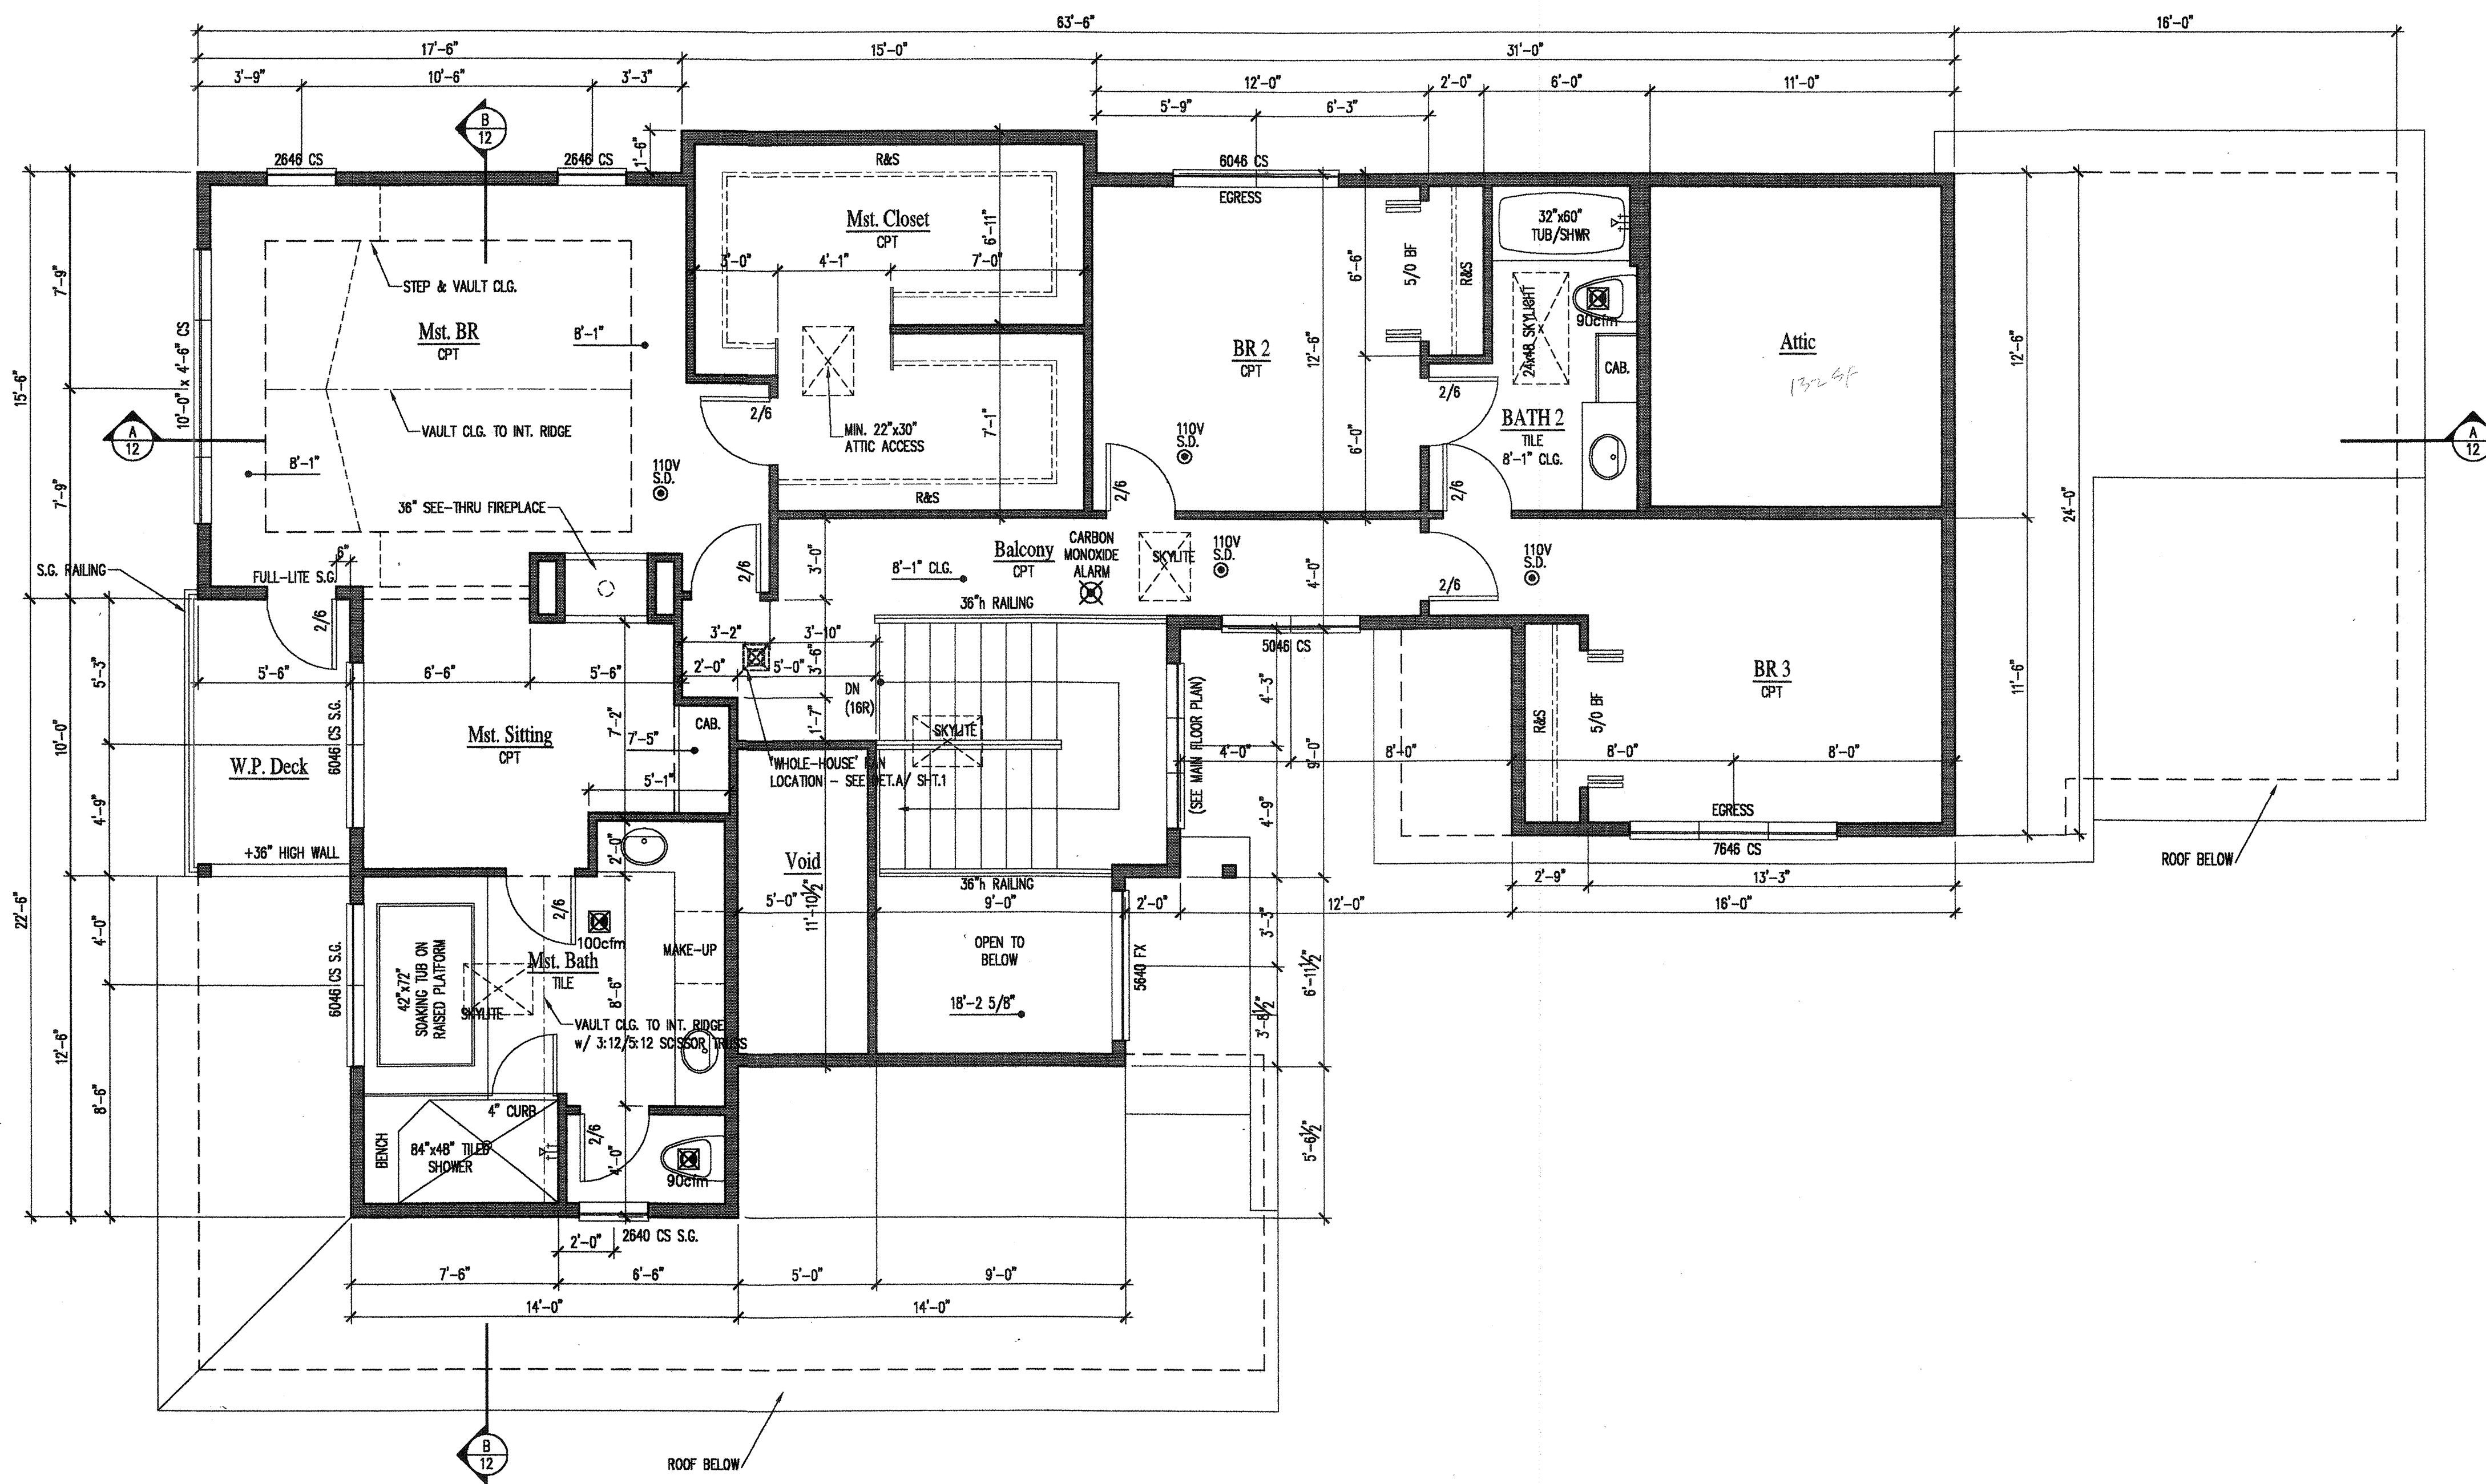 63'-6"
16'-0"
17'-6"
15'-0"
31'-0"
3'-9"
10'-6"
3'-3"
12'-0"
2'-0"
6'-0"
11'-0"
5'-9"
6'-3"
B
12
1'-6"
2646 CS
2646 CS
R&S
6046 CS
EGRESS
Mst. Closet
CPT
6'-11"
3'-0"
4'-1"
7'-0"
32"x60"
TUB/SHWR
STEP & VAULT CLG.
7'-9"
15'-6"
10'-0" x 4'-6" CS
Mst. BR
CPT
8'-1"
VAULT CLG. TO INT. RIDGE
8'-1"
A
12
7'-9"
2/6
MIN. 22"x30"
ATTIC ACCESS
7'-1"
R&S
110V
S.D.
36" SEE-THRU FIREPLACE
BR 2
CPT
12'-6"
6'-6"
5/0 BF
R&S
24x48 SKYLIGHT
90cfm
CAB.
Attic
132 SF
2/6
BATH 2
TILE
8'-1" CLG.
6'-0"
110V
S.D.
2/6
2/6
12'-6"
24'-0"
A
12
S.G. RAILING
6"
FULL-LITE S.G.
2/6
2/6
3'-0"
Balcony
CPT
8'-1" CLG.
CARBON
MONOXIDE
ALARM
SKYLITE
110V
S.D.
4'-0"
110V
S.D.
2/6
36"h RAILING
5046 CS
3'-2"
3'-10"
2'-0"
5'-0"
3'-6"
5'-6"
6'-6"
5'-6"
5'-3"
10'-0"
DN
(16R)
SKYLITE
1'-7"
7'-2"
CAB.
7'-5"
Mst. Sitting
CPT
6046 CS S.G.
W.P. Deck
5'-1"
'WHOLE-HOUSE' FAN
LOCATION - SEE DET.A/ SHT.1
(SEE MAIN FLOOR PLAN)
4'-3"
4'-0"
9'-0"
8'-0"
R&S
5/0 BF
BR 3
CPT
8'-0"
8'-0"
11'-6"
4'-9"
4'-9"
EGRESS
7646 CS
ROOF BELOW
+36" HIGH WALL
2'-0"
Void
36"h RAILING
2'-9"
13'-3"
22'-6"
5'-0"
11'-10½"
9'-0"
2'-0"
12'-0"
16'-0"
3'-3"
4'-0"
2/6
100cfm
6046 CS S.G.
42"x72"
SOAKING TUB ON
RAISED PLATFORM
Mst. Bath
TILE
SKYLITE
MAKE-UP
8'-6"
OPEN TO
BELOW
18'-2 5/8"
5640 FX
6'-11½"
3'-8½"
VAULT CLG. TO INT. RIDGE
w/ 3:12/5:12 SCISSOR TRUSS
12'-6"
8'-6"
4" CURB
BENCH
84"x48" TILED
SHOWER
2/6
4'-0"
90cfm
5'-6½"
2640 CS S.G.
2'-0"
7'-6"
6'-6"
5'-0"
9'-0"
14'-0"
14'-0"
B
12
ROOF BELOW